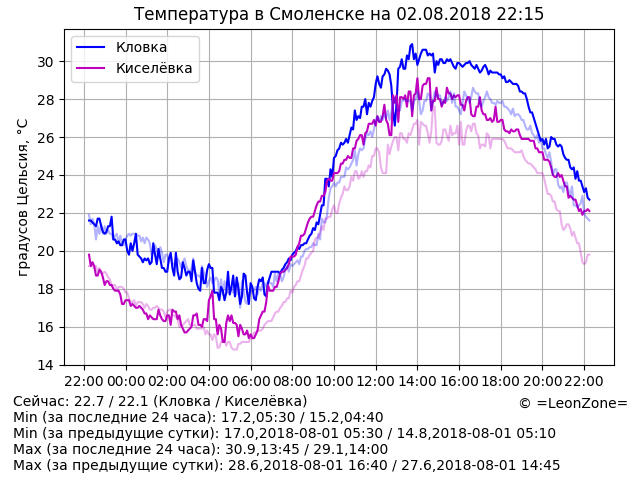 Температура в Смоленске на 02.08.2018 22:15
Кловка
Киселёвка
градусов Цельсия, °C
30
28
26
24
22
20
18
16
14
22:00 00:00 02:00 04:00 06:00 08:00 10:00 12:00 14:00 16:00 18:00 20:00 22:00
Сейчас: 22.7 / 22.1 (Кловка / Киселёвка)
© =LeonZone=
Min (за последние 24 часа): 17.2,05:30 / 15.2,04:40
Min (за предыдущие сутки): 17.0,2018-08-01 05:30 / 14.8,2018-08-01 05:10
Max (за последние 24 часа): 30.9,13:45 / 29.1,14:00
Max (за предыдущие сутки): 28.6,2018-08-01 16:40 / 27.6,2018-08-01 14:45